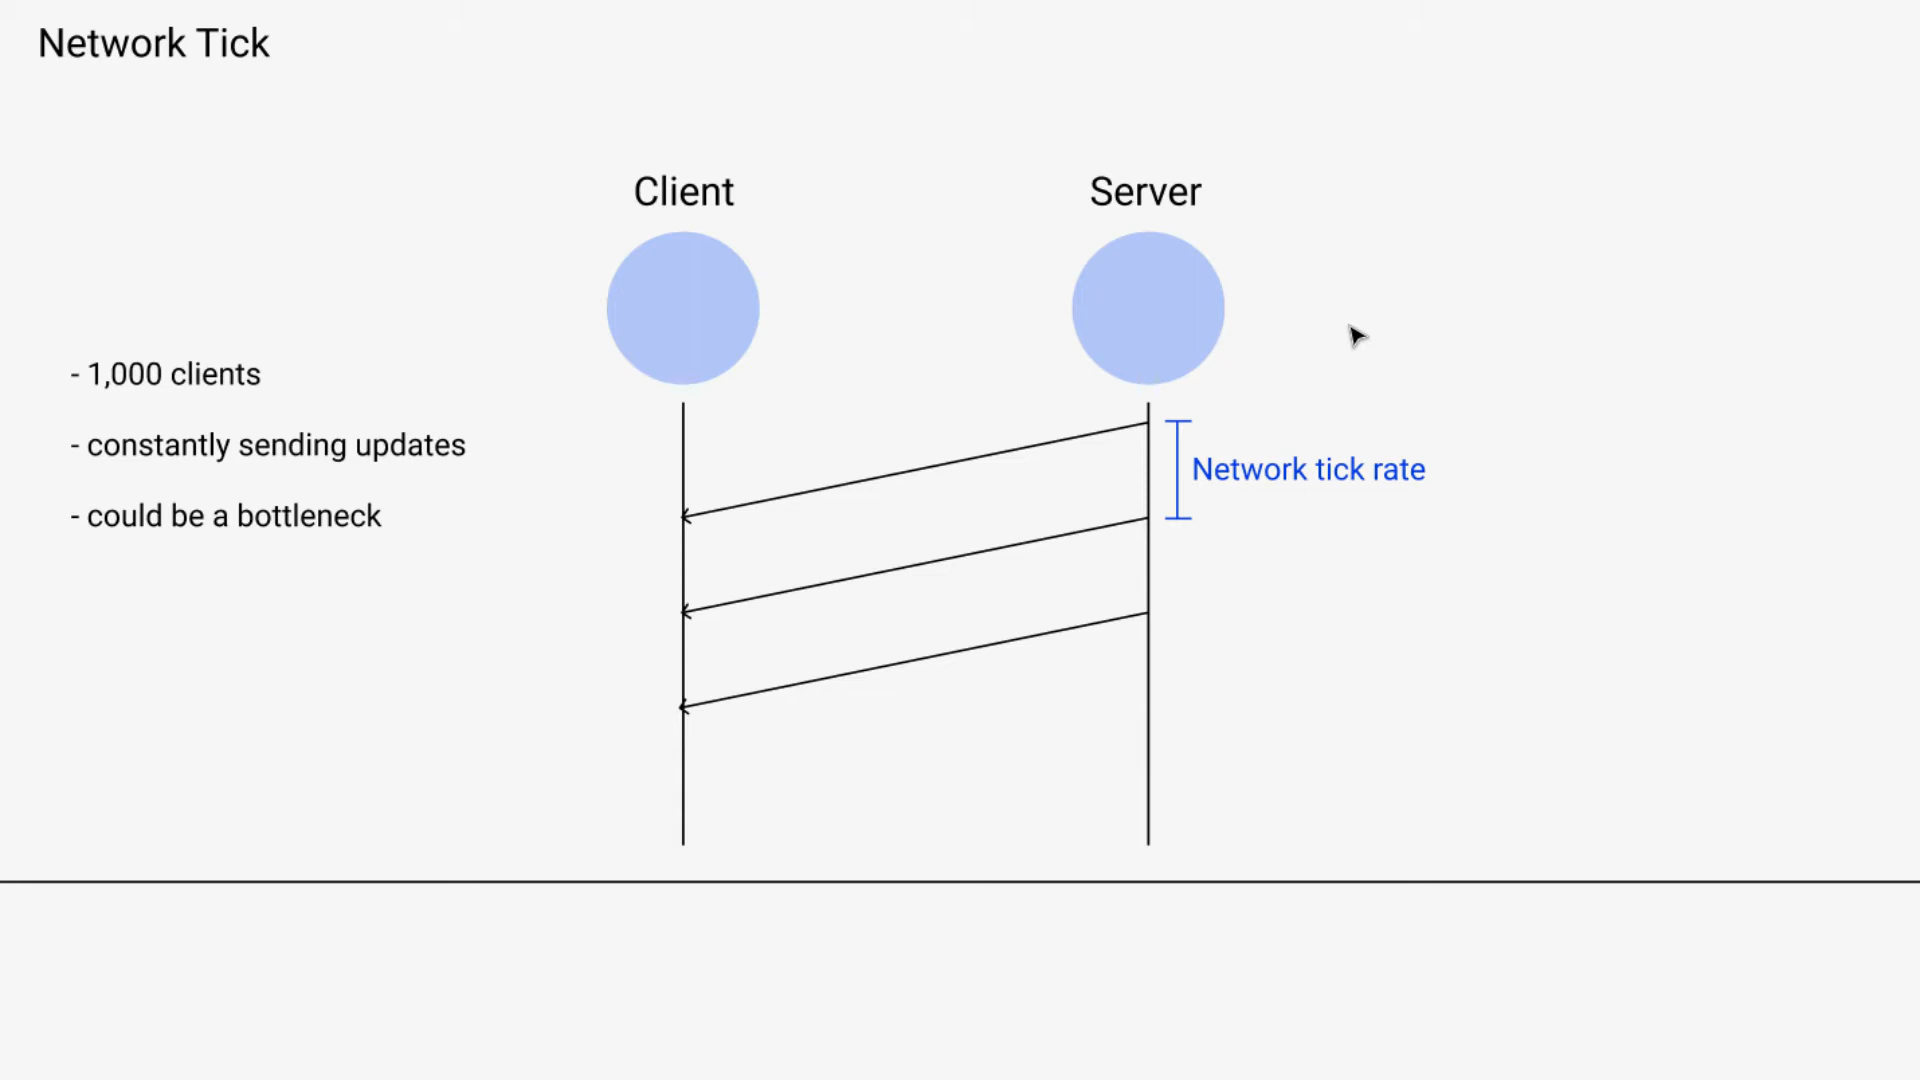 Network Tick
Client
Server
- 1,000 clients
- constantly sending updates
- could be a bottleneck
Network tick rate